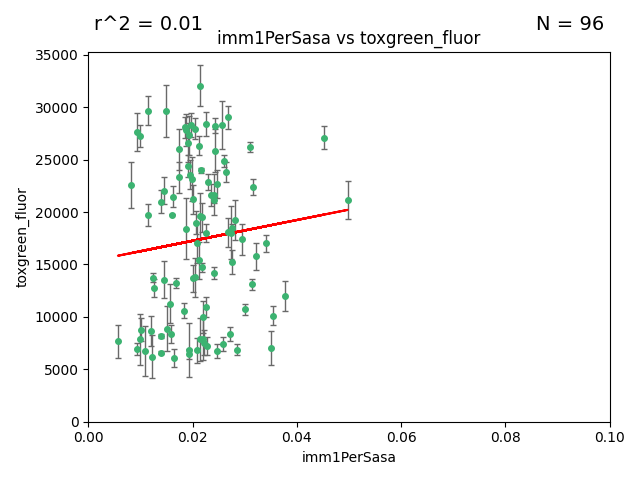 r^2 = 0.01
N = 96
imm1PerSasa vs toxgreen_fluor
35000
30000
25000
20000
15000
10000
5000
0
toxgreen_fluor
0.00
0.02
0.04
0.06
0.08
0.10
imm1PerSasa